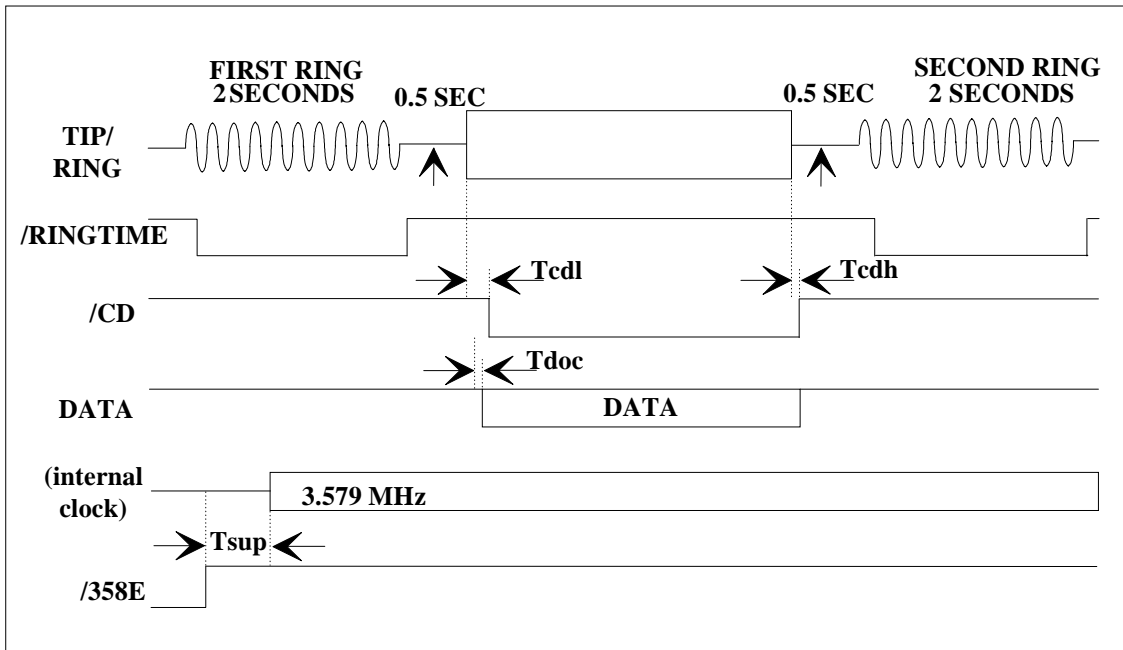 FIRST RING
2 SECONDS
0.5 SEC
0.5 SEC
SECOND RING
2 SECONDS
TIP/
RING
/RINGTIME
Tcdl
Tcdh
/CD
Tdoc
DATA
DATA
(internal
clock)
3.579 MHz
Tsup
/358E